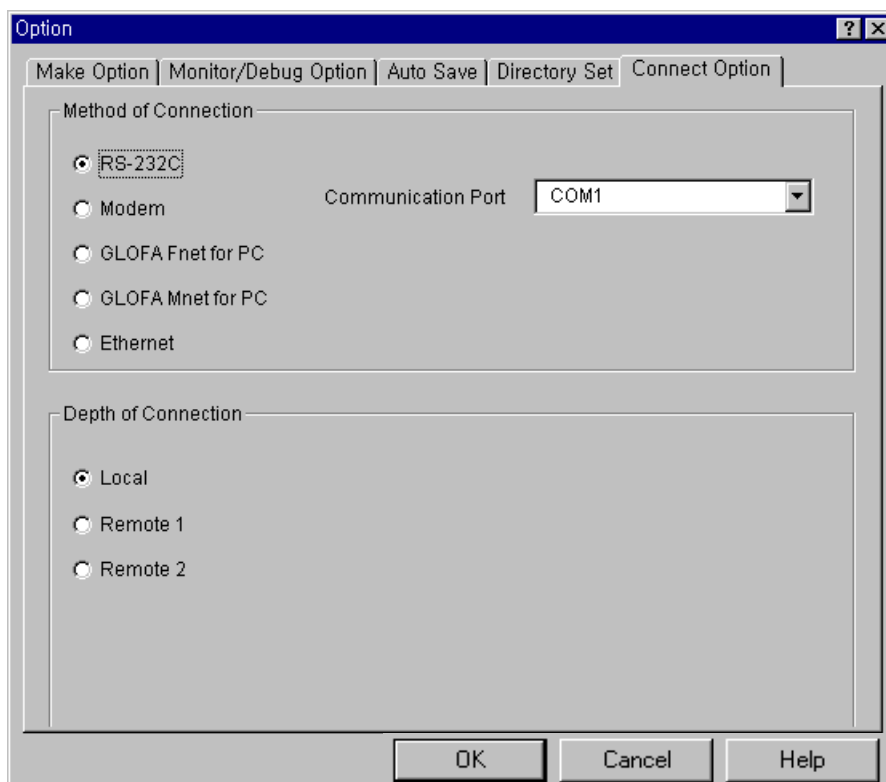 Option
Make Option Monitor/Debug Option Auto Save Directory Set Connect Option
Method of Connection
RS-232C
Communication Port COM1
Modem
GLOFA Fnet for PC
GLOFA Mnet for PC
Ethernet
Depth of Connection
Local
Remote 1
Remote 2
OK Cancel Help